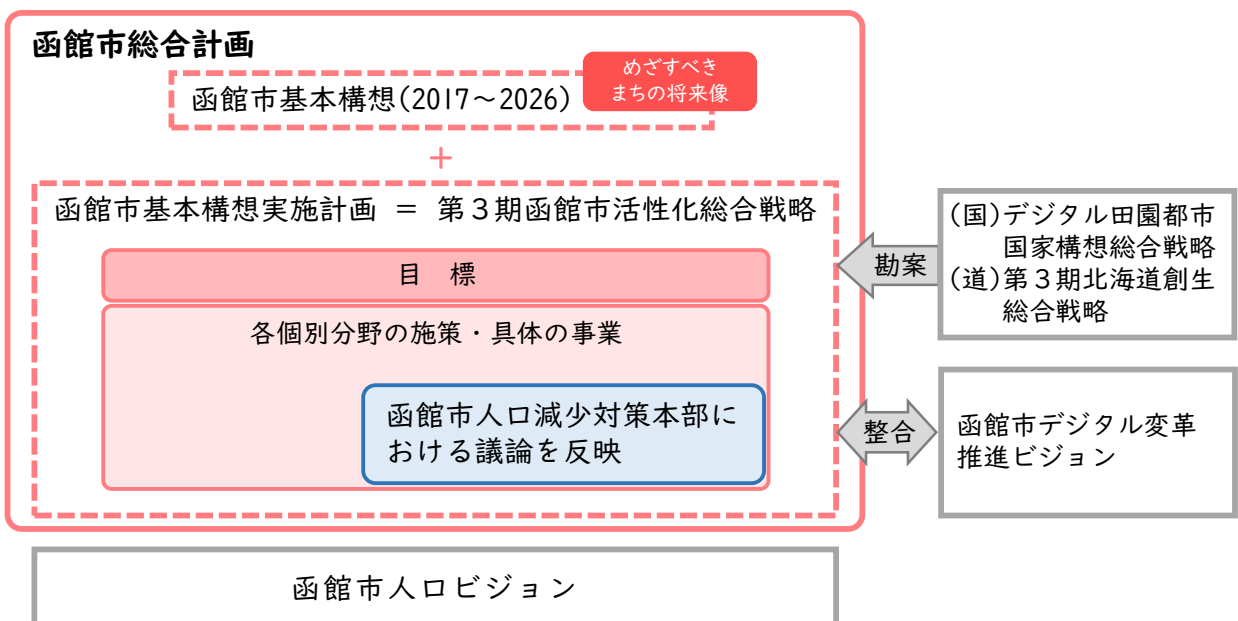 函館市総合計画
めざすべき
まちの将来像
函館市基本構想(2017～2026)
+
函館市基本構想実施計画 = 第3期函館市活性化総合戦略
目 標
各個別分野の施策・具体の事業
函館市人口減少対策本部に
おける議論を反映
勘案
(国)デジタル田園都市
国家構想総合戦略
(道)第3期北海道創生
総合戦略
整合
函館市デジタル変革
推進ビジョン
函館市人口ビジョン